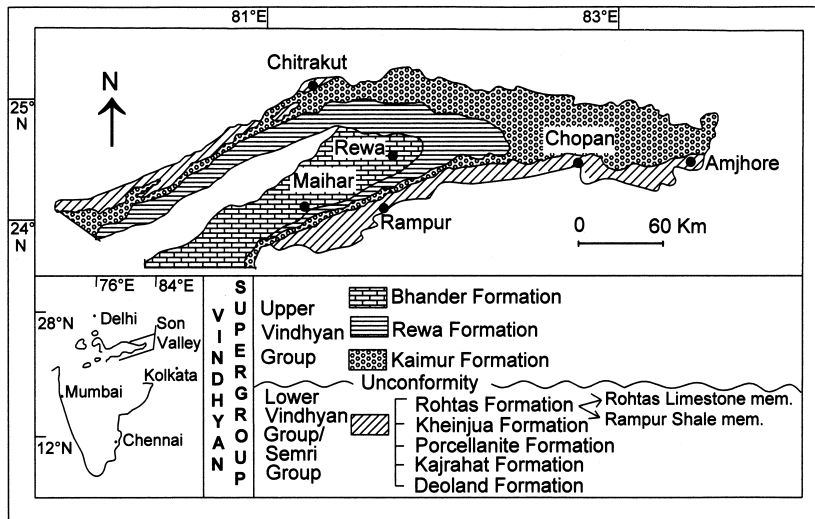 81°E 83°E
N
Chitrakut
25°
N
Rewa
Chopan
Maihar
Amjhore
Rampur
24°
N
0 60 Km
76°E 84°E
28°N
Delhi
Son
Valley
Kolkata
Mumbai
Chennai
12°N
VINDHYAN
SUPERGROUP
Upper
Vindhyan
Group
Bhander Formation
Rewa Formation
Kaimur Formation
Unconformity
Lower
Vindhyan
Group/
Semri
Group
Rohtas Formation
Rohtas Limestone mem.
Rampur Shale mem.
Kheinjua Formation
Porcellanite Formation
Kajrahat Formation
Deoland Formation